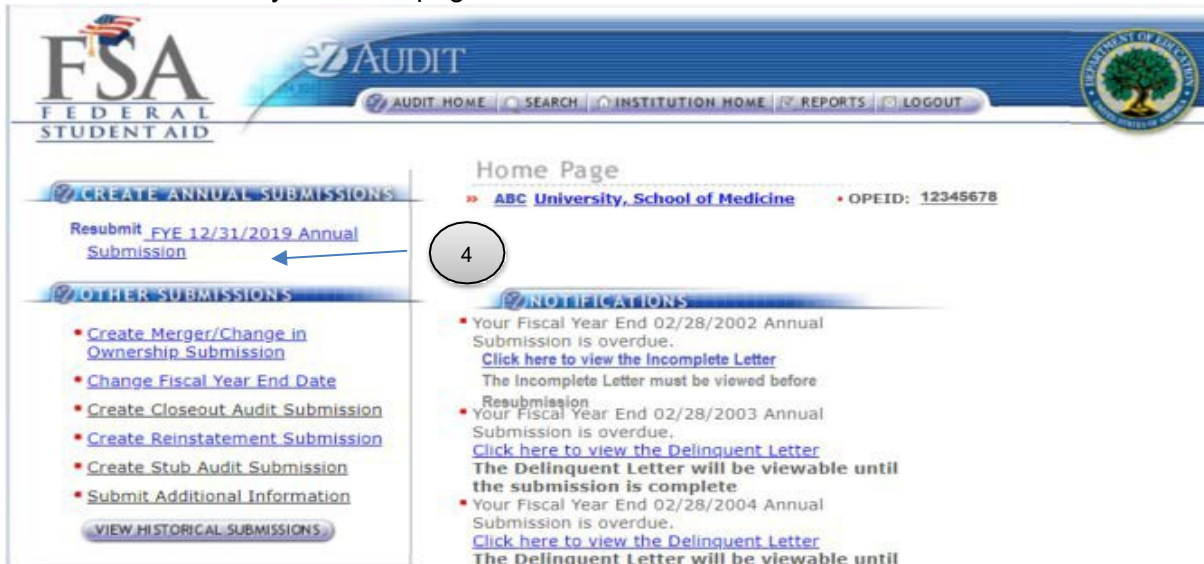 FSA
FEDERAL
STUDENT AID
eZ AUDIT
AUDIT HOME SEARCH INSTITUTION HOME REPORTS LOGOUT
DEPARTMENT OF EDUCATION
UNITED STATES OF AMERICA
CREATE ANNUAL SUBMISSIONS
Resubmit FYE 12/31/2019 Annual
Submission
4
OTHER SUBMISSIONS
• Create Merger/Change in
Ownership Submission
• Change Fiscal Year End Date
• Create Closeout Audit Submission
• Create Reinstatement Submission
• Create Stub Audit Submission
• Submit Additional Information
VIEW HISTORICAL SUBMISSIONS
Home Page
» ABC University, School of Medicine • OPEID: 12345678
NOTIFICATIONS
Your Fiscal Year End 02/28/2002 Annual
Submission is overdue.
Click here to view the Incomplete Letter
The Incomplete Letter must be viewed before
Resubmission
Your Fiscal Year End 02/28/2003 Annual
Submission is overdue.
Click here to view the Delinquent Letter
The Delinquent Letter will be viewable until
the submission is complete
Your Fiscal Year End 02/28/2004 Annual
Submission is overdue.
Click here to view the Delinquent Letter
The Delinquent Letter will be viewable until